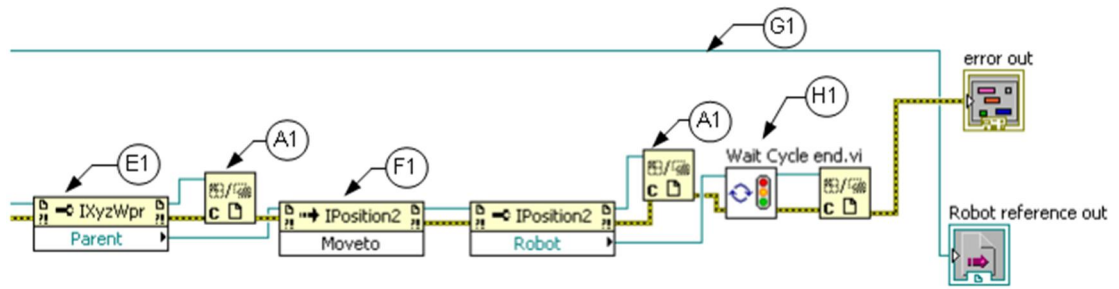 G1
error out
H1
A1
A1
Wait Cycle end.vi
E1
F1
IXyzWpr
C
IPosition2
IPosition2
C
C
Parent
Moveto
Robot
Robot reference out